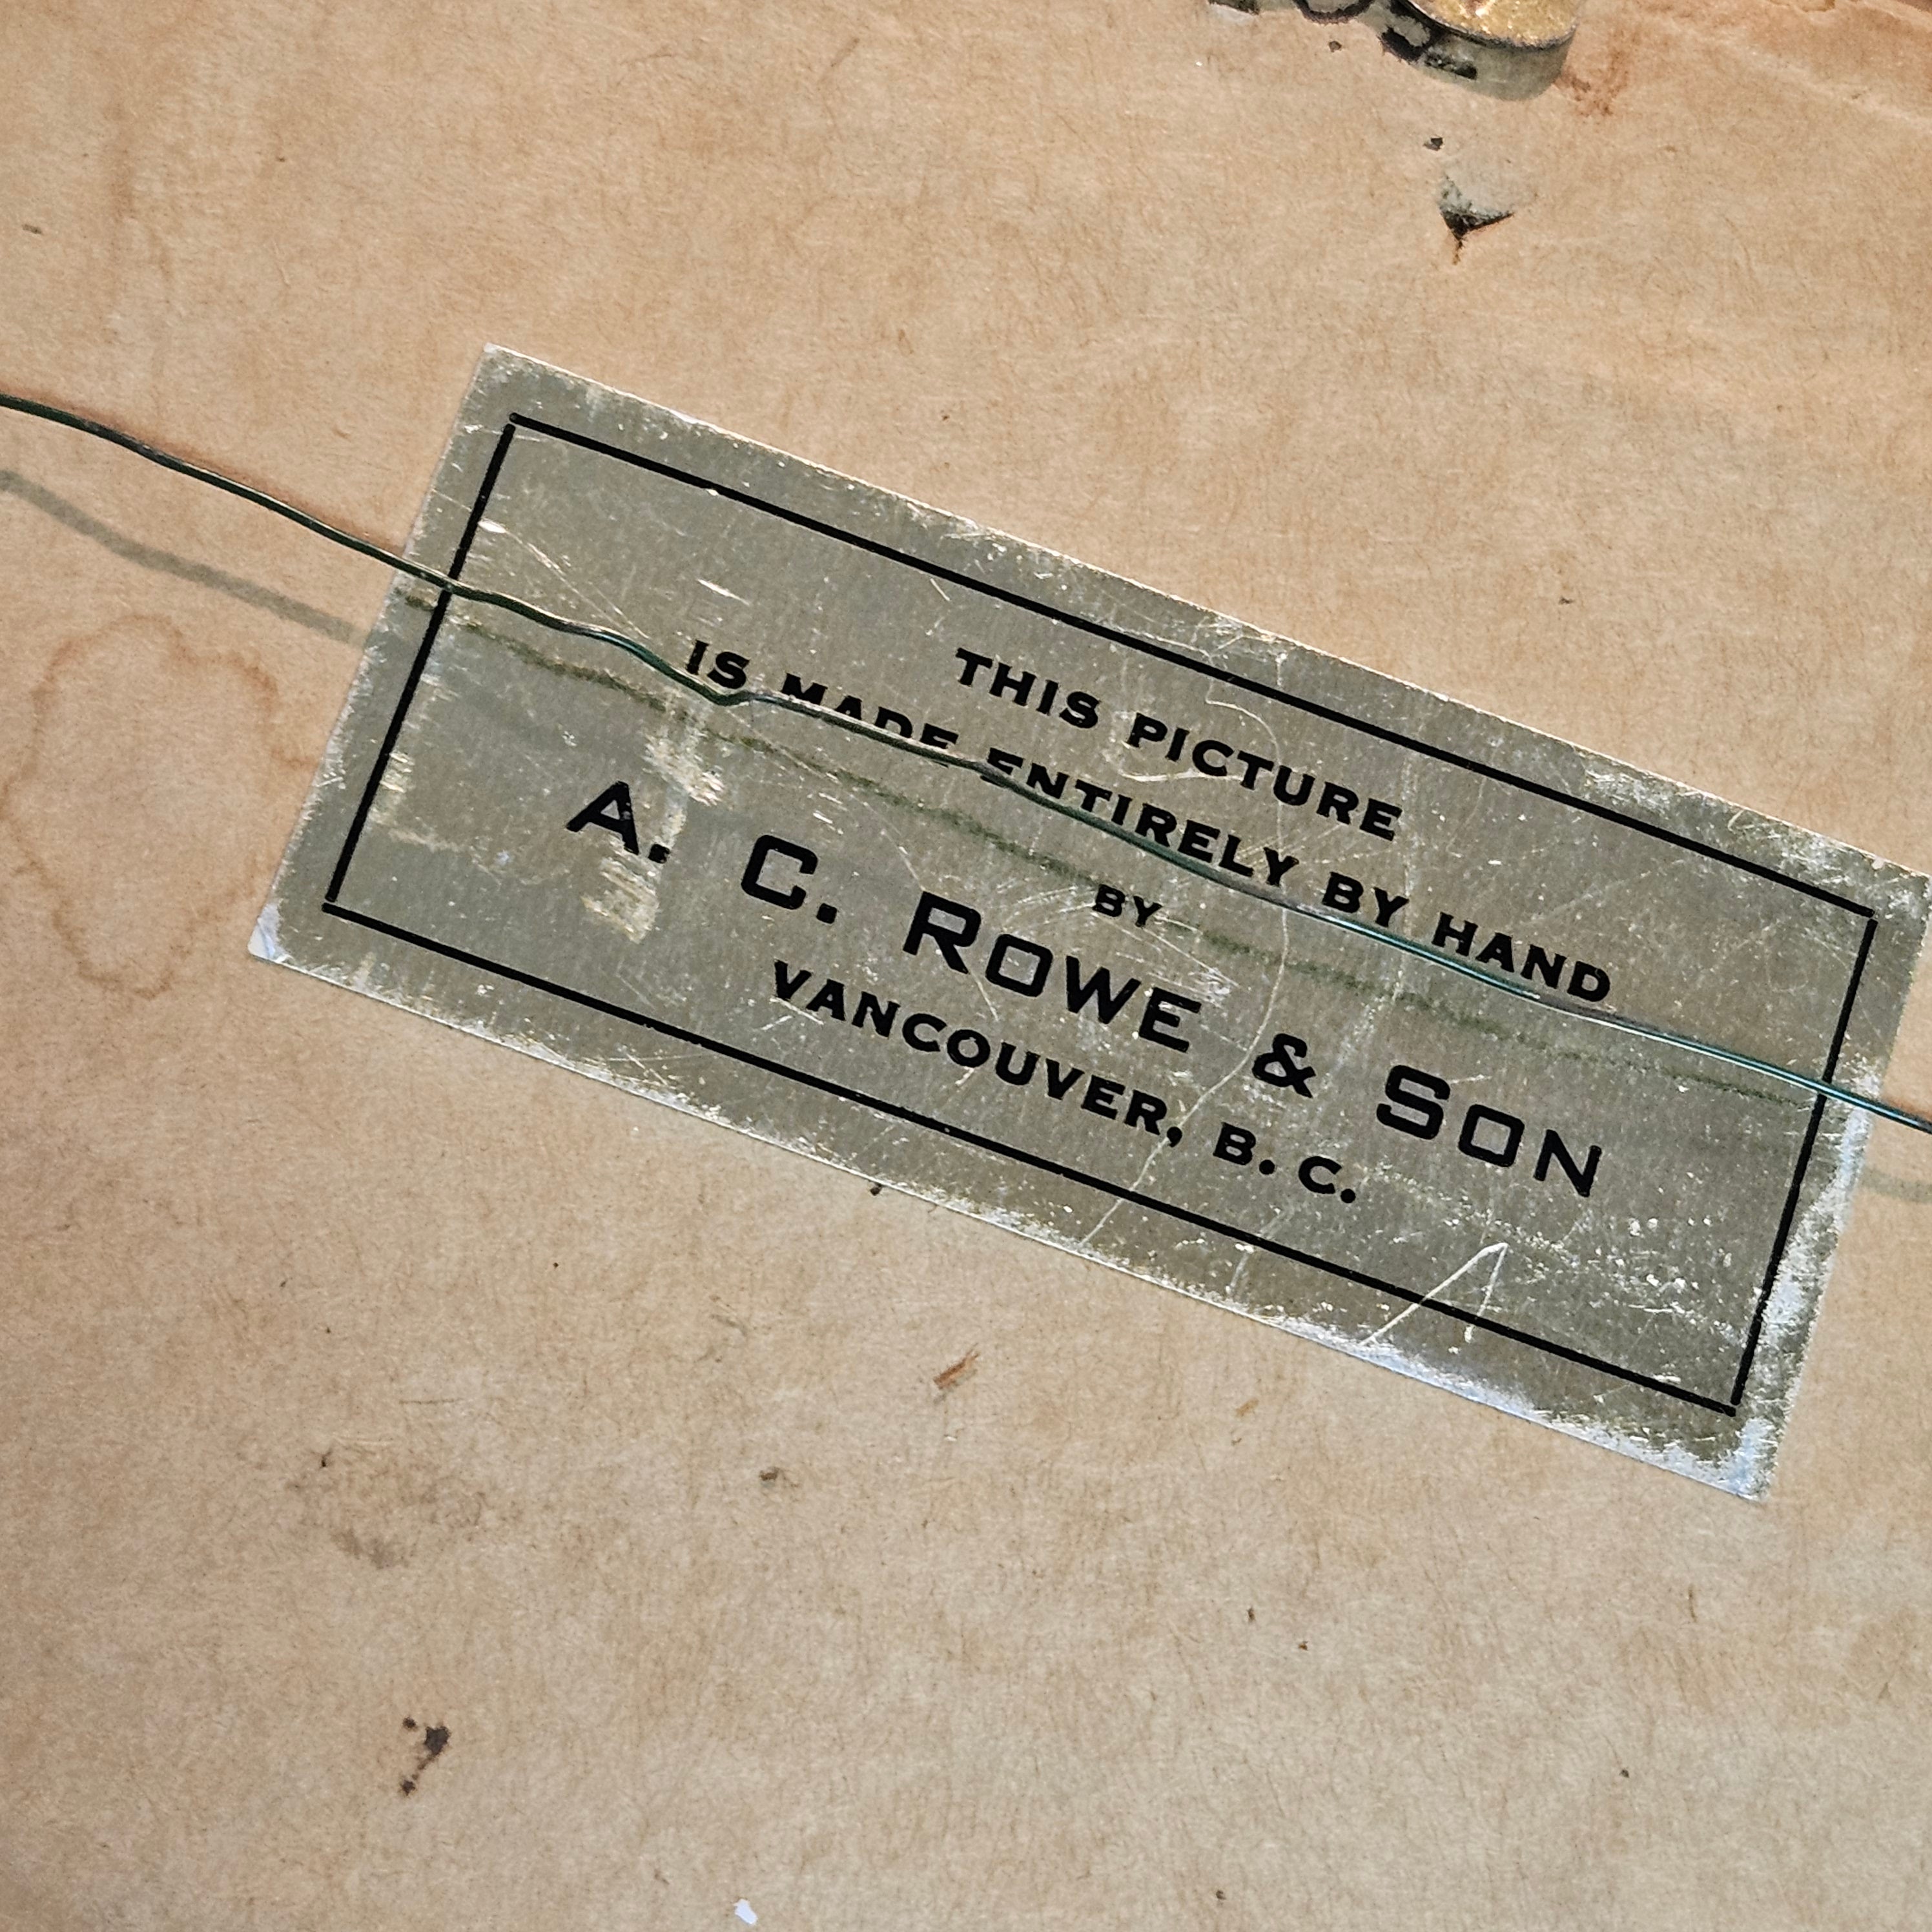 THIS PICTURE
IS MADE ENTIRELY BY HAND
BY
A. C. ROWE & SON
VANCOUVER, B. C.